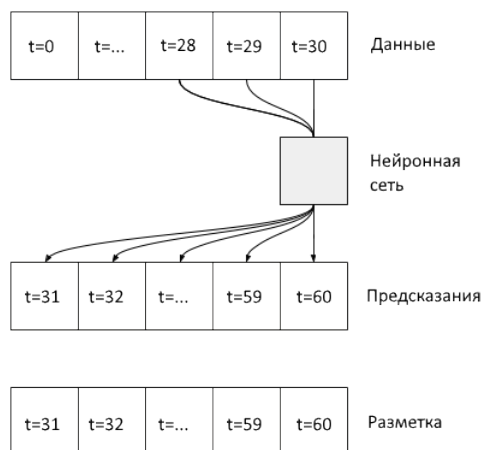 t=0 t=... t=28 t=29 t=30 Данные
Нейронная
сеть
t=31 t=32 t=... t=59 t=60 Предсказания
t=31 t=32 t=... t=59 t=60 Разметка